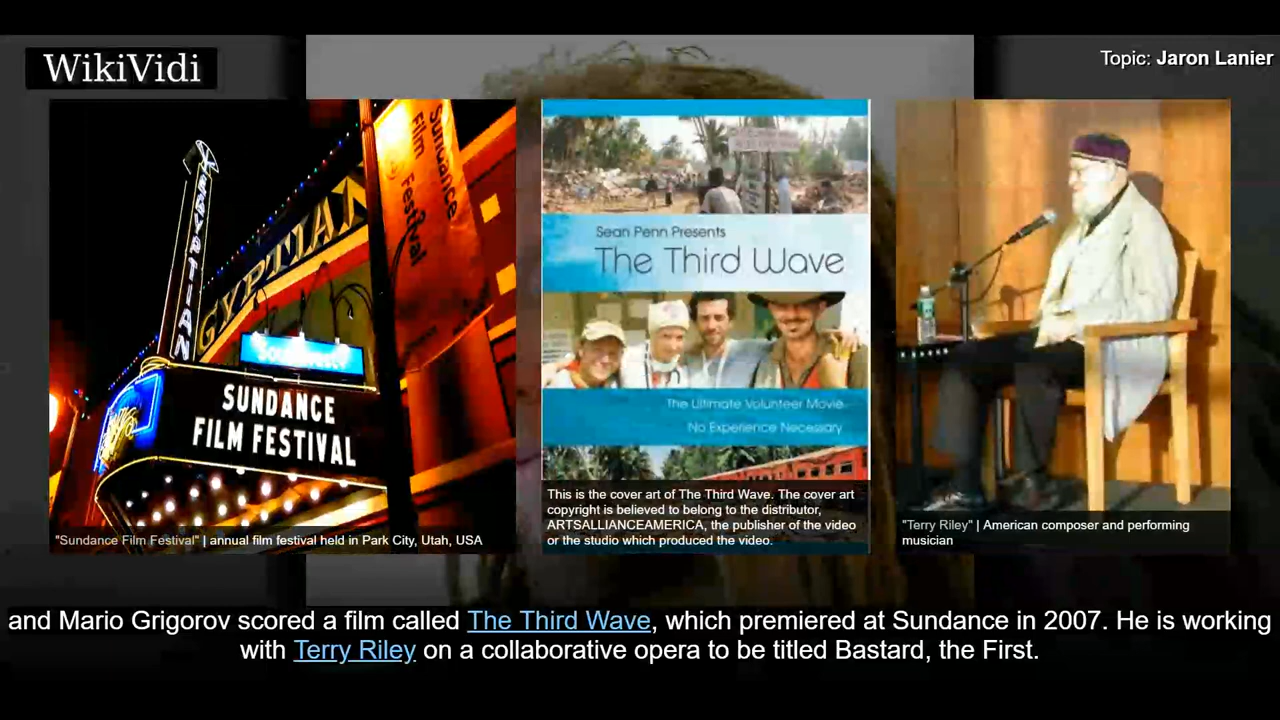 WikiVidi
Topic: Jaron Lanier
Sundance
Film
Festival
EGYPTIAN
GYPTIAN
SUNDANCE
FILM FESTIVAL
"Sundance Film Festival" | annual film festival held in Park City, Utah, USA
Sean Penn Presents
The Third Wave
The Ultimate Volunteer Movie
No Experience Necessary
This is the cover art of The Third Wave. The cover art
copyright is believed to belong to the distributor,
ARTSALLIANCEAMERICA, the publisher of the video
or the studio which produced the video.
"Terry Riley" | American composer and performing
musician
and Mario Grigorov scored a film called The Third Wave, which premiered at Sundance in 2007. He is working
with Terry Riley on a collaborative opera to be titled Bastard, the First.